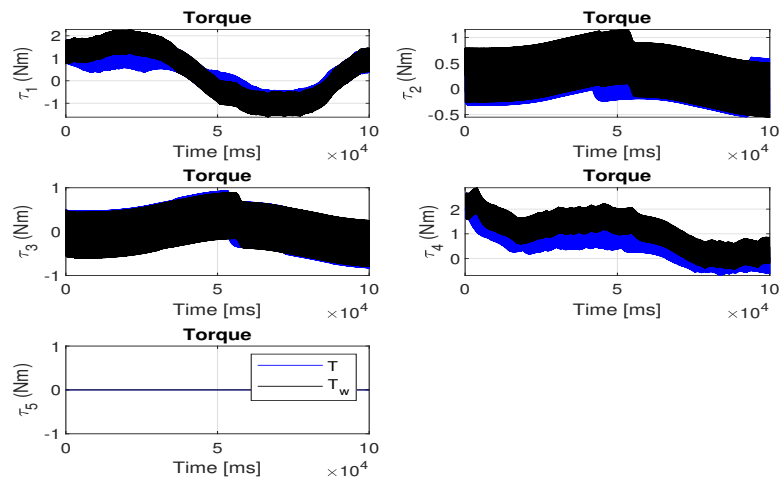 Torque
τ1 (Nm)
2
1
0
-1
0
5
10
Time [ms]
×10^4
Torque
τ2 (Nm)
1
0.5
0
-0.5
0
5
10
Time [ms]
×10^4
Torque
τ3 (Nm)
1
0
-1
0
5
10
Time [ms]
×10^4
Torque
τ4 (Nm)
2
1
0
0
5
10
Time [ms]
×10^4
Torque
τ5 (Nm)
1
0
-1
T
T_w
0
5
10
Time [ms]
×10^4